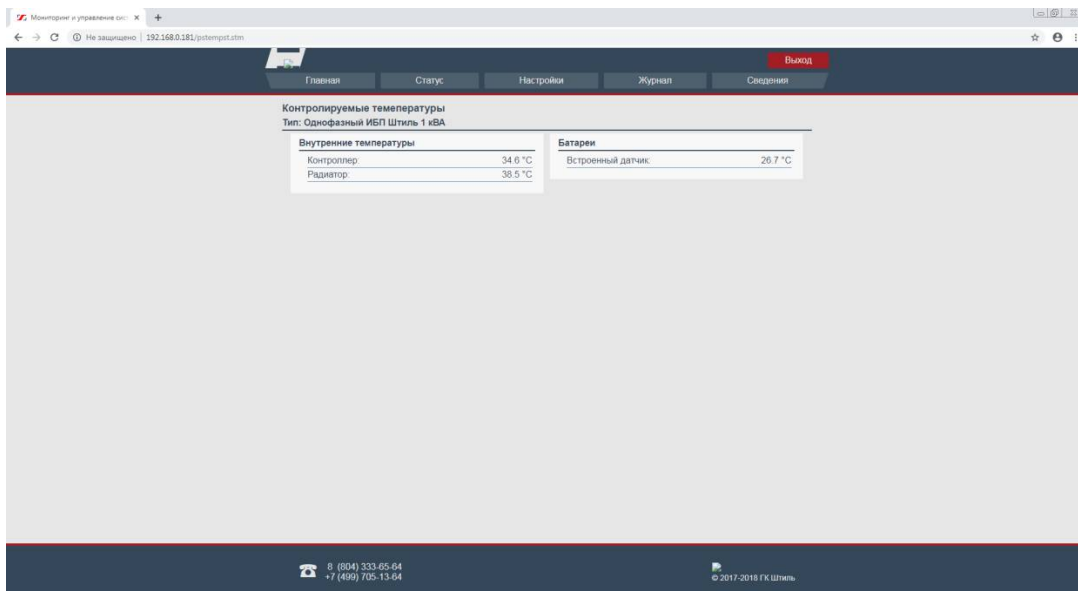 Мониторинг и управление сис
Не защищено | 192.168.0.181/pstempst.stm
Выход
Главная Статус Настройки Журнал Сведения
Контролируемые темепературы
Тип: Однофазный ИБП Штиль 1 кВА
Внутренние температуры
Контроллер: 34.6 °C
Радиатор: 38.5 °C
Батареи
Встроенный датчик: 26.7 °C
8 (804) 333-65-64
+7 (499) 705-13-64
© 2017-2018 ГК Штиль